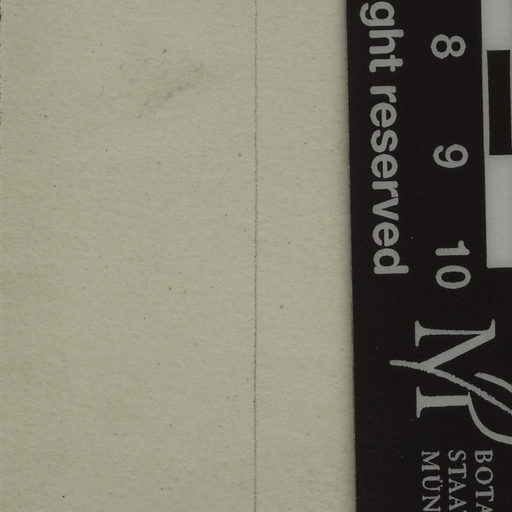 ght reserved
8
9
10
M
BOTA
STAA
MÜN